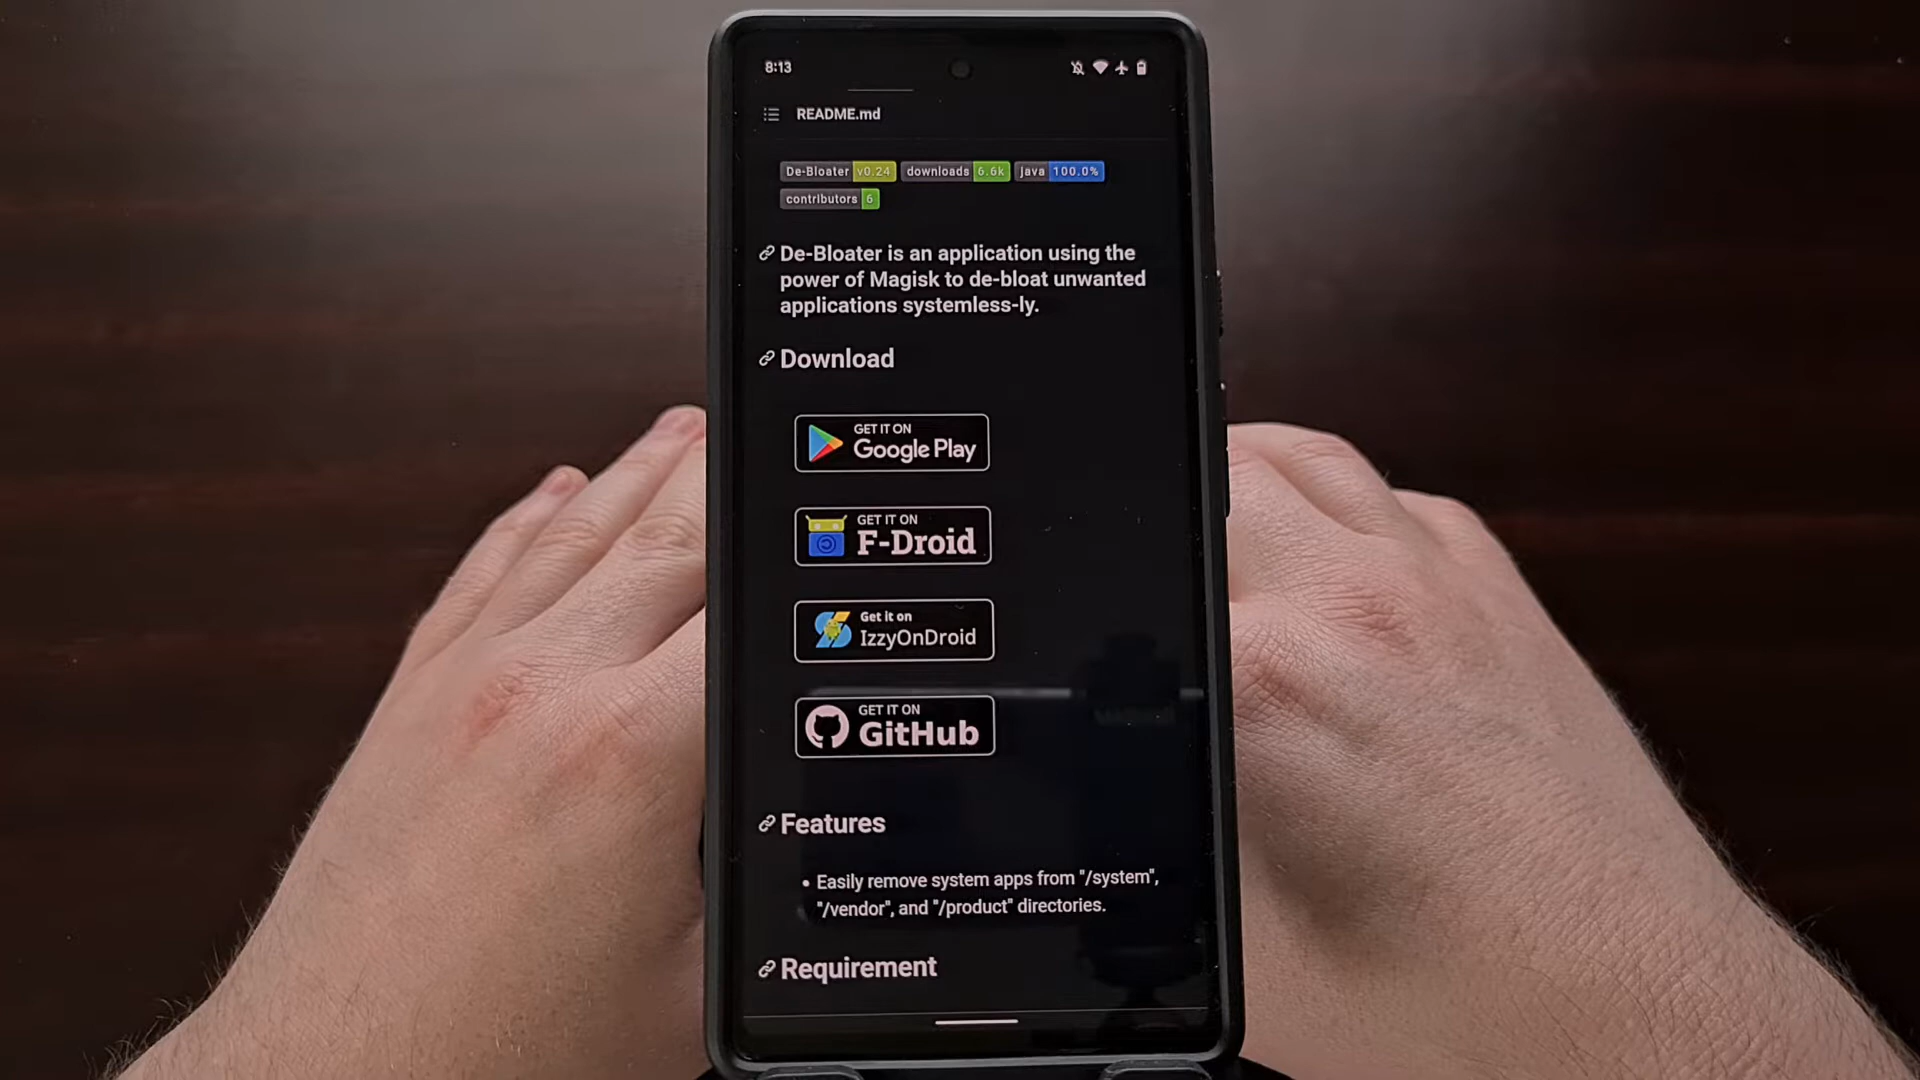 8:13
README.md
De-Bloater v0.24 downloads 6.6k java 100.0%
contributors 6
De-Bloater is an application using the
power of Magisk to de-bloat unwanted
applications systemless-ly.
Download
GET IT ON
Google Play
GET IT ON
F-Droid
Get it on
IzzyOnDroid
GET IT ON
GitHub
Features
• Easily remove system apps from "/system",
"/vendor", and "/product" directories.
Requirement